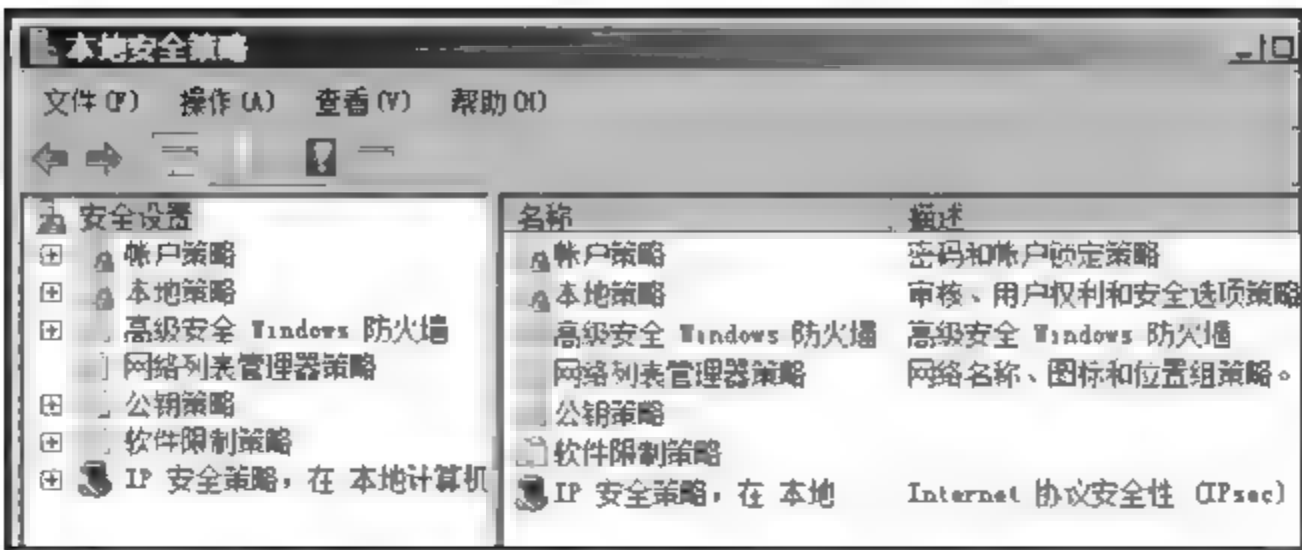 本地安全策略
文件(F) 操作(A) 查看(V) 帮助(H)
安全设置
帐户策略
本地策略
高级安全 Windows 防火墙
网络列表管理器策略
公钥策略
软件限制策略
IP 安全策略，在 本地计算机
名称 描述
帐户策略 密码和帐户锁定策略
本地策略 审核、用户权利和安全选项策略
高级安全 Windows 防火墙 高级安全 Windows 防火墙
网络列表管理器策略 网络名称、图标和位置组策略。
公钥策略
软件限制策略
IP 安全策略，在 本地 Internet 协议安全性 (IPsec)